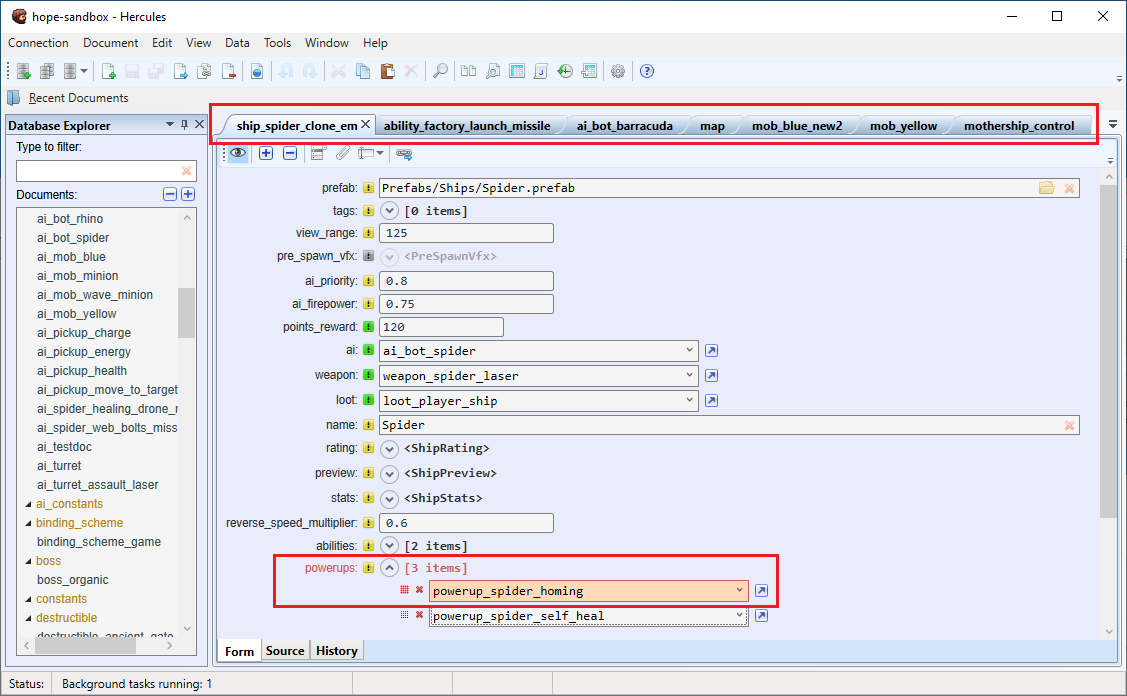 hope-sandbox - Hercules
Connection Document Edit View Data Tools Window Help
Recent Documents
Database Explorer
Type to filter:
Documents:
ai_bot_rhino
ai_bot_spider
ai_mob_blue
ai_mob_minion
ai_mob_wave_minion
ai_mob_yellow
ai_pickup_charge
ai_pickup_energy
ai_pickup_health
ai_pickup_move_to_target
ai_spider_healing_drone_r
ai_spider_web_bolts_miss
ai_testdoc
ai_turret
ai_turret_assault_laser
ai_constants
binding_scheme
binding_scheme_game
boss
boss_organic
constants
destructible
destructible_ancient_gate
ship_spider_clone_em ability_factory_launch_missile ai_bot_barracuda map mob_blue_new2 mob_yellow mothership_control
prefab: Prefabs/Ships/Spider.prefab
tags: [0 items]
view_range: 125
pre_spawn_vfx: <PreSpawnVfx>
ai_priority: 0.8
ai_firepower: 0.75
points_reward: 120
ai: ai_bot_spider
weapon: weapon_spider_laser
loot: loot_player_ship
name: Spider
rating: <ShipRating>
preview: <ShipPreview>
stats: <ShipStats>
reverse_speed_multiplier: 0.6
abilities: [2 items]
powerups: [3 items]
powerup_spider_homing
powerup_spider_self_heal
Form Source History
Status: Background tasks running: 1